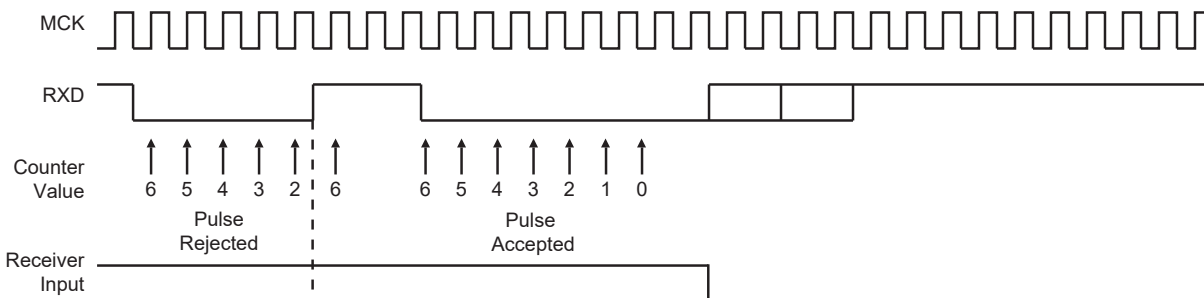 MCK
RXD
Counter
Value
6 5 4 3 2 6 6 5 4 3 2 1 0
Pulse
Rejected
Pulse
Accepted
Receiver
Input